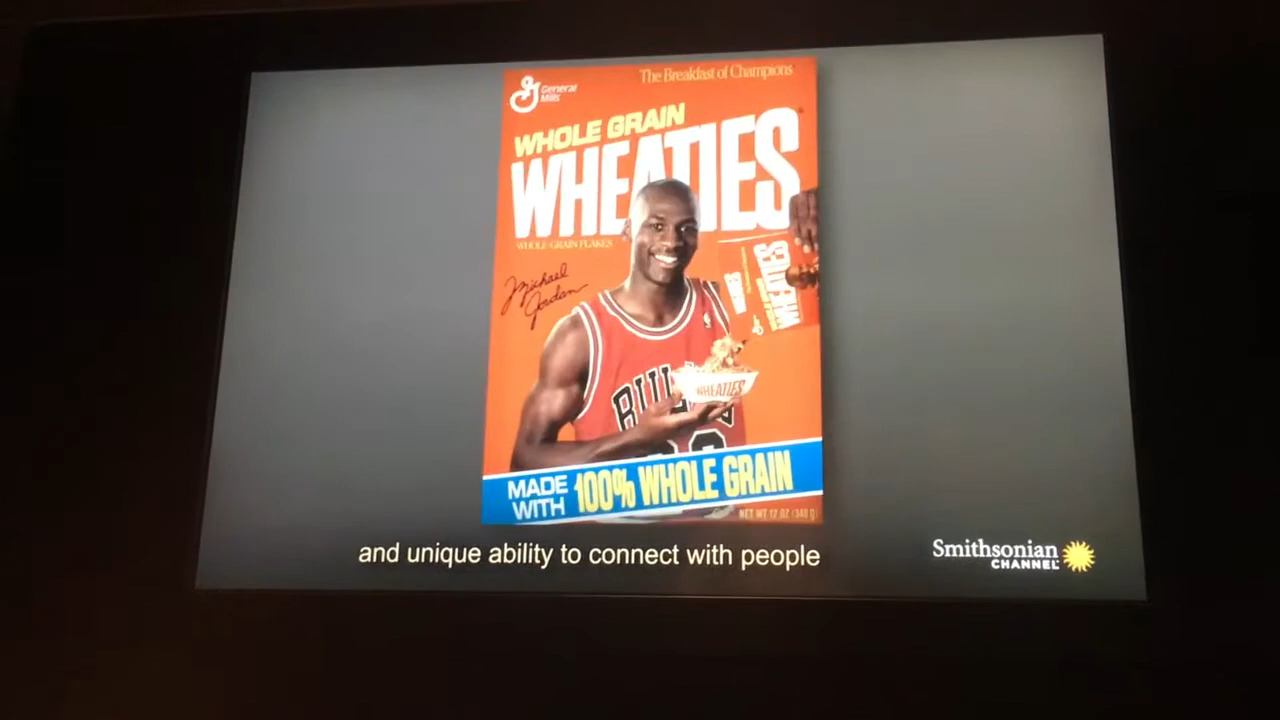 General
Mills
The Breakfast of Champions
WHOLE GRAIN
WHEATIES
WHOLE-GRAIN FLAKES
Michael
Jordan
WHEATIES
WHEATIES
BULLS
WHEATIES
MADE
WITH
100% WHOLE GRAIN
NET WT 12 OZ (340 G)
and unique ability to connect with people
Smithsonian
CHANNEL